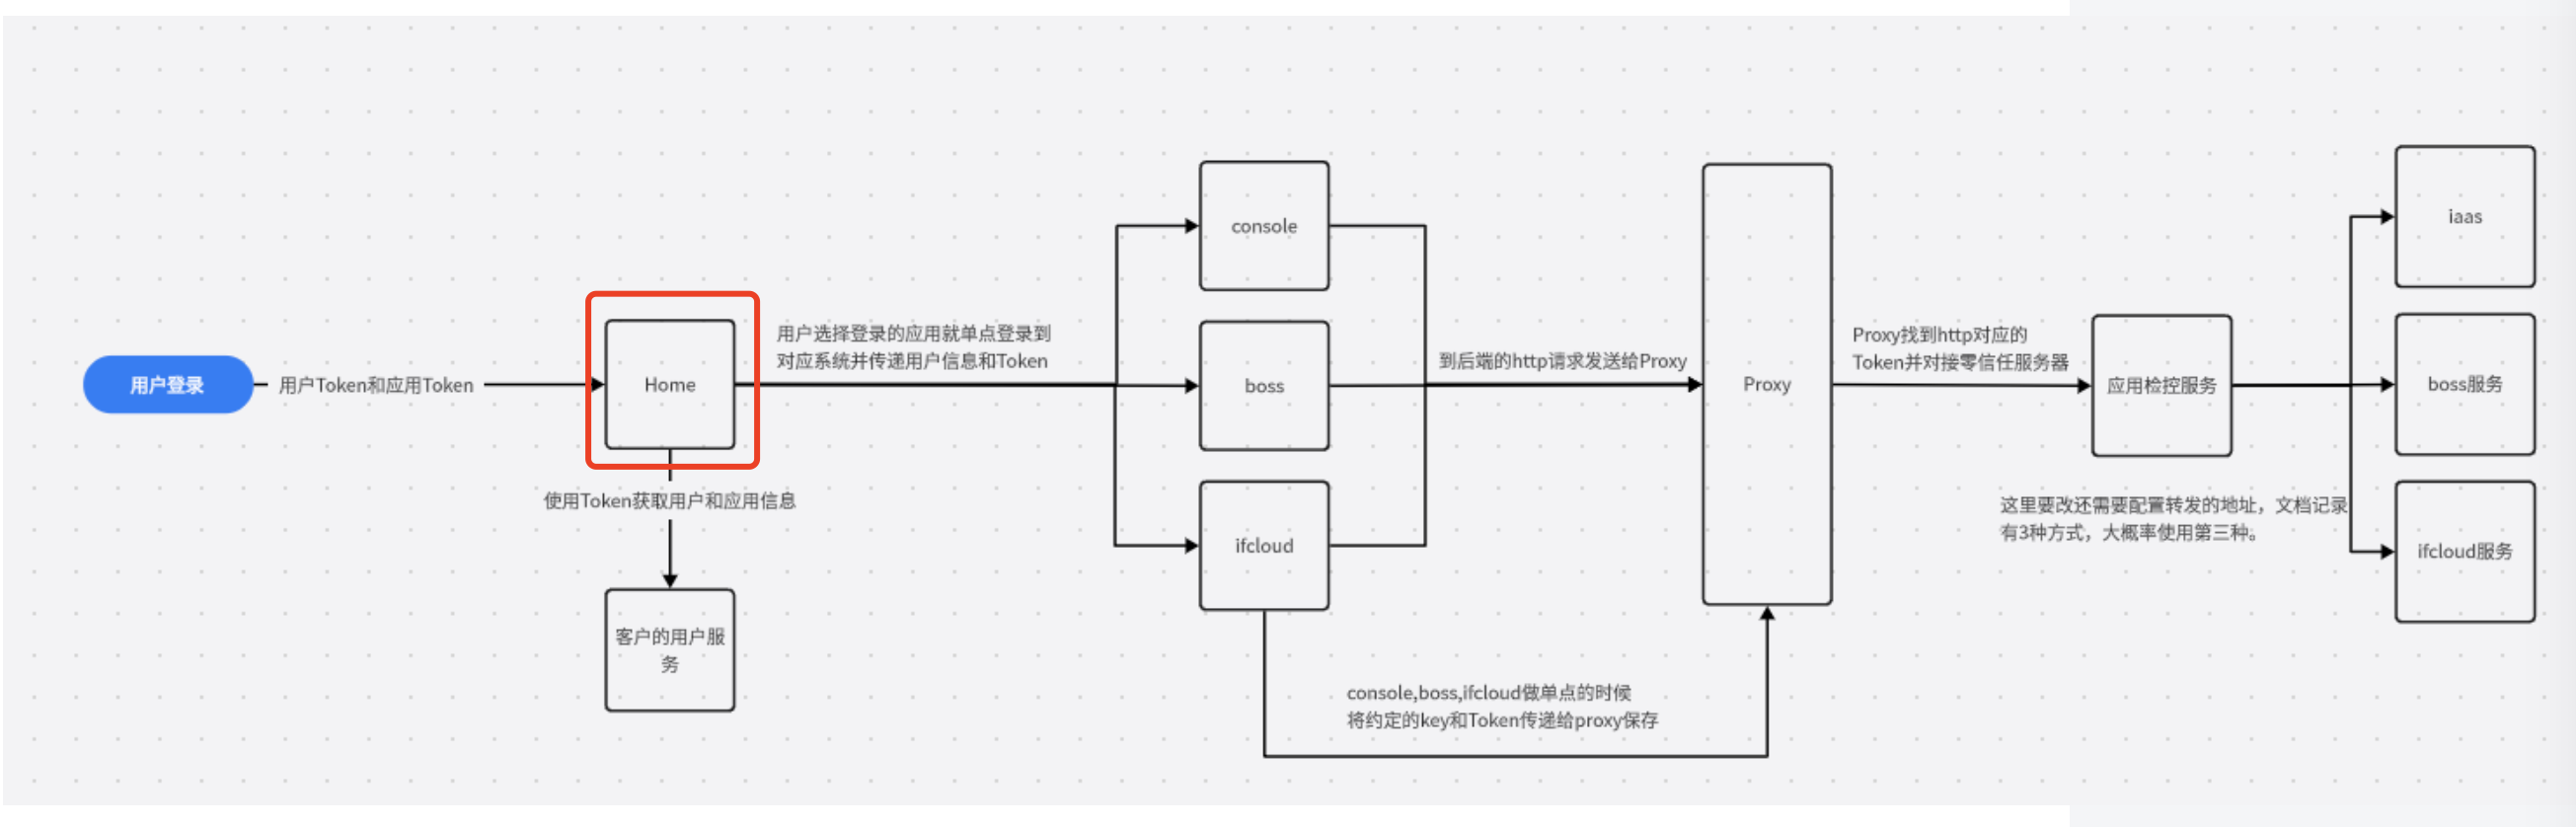 用户登录
用户Token和应用Token
Home
使用Token获取用户和应用信息
客户的用户服
务
用户选择登录的应用就单点登录到
对应系统并传递用户信息和Token
console
boss
ifcloud
到后端的http请求发送给Proxy
console,boss,ifcloud做单点的时候
将约定的key和Token传递给proxy保存
Proxy
Proxy找到http对应的
Token并对接零信任服务器
应用检控服务
这里要改还需要配置转发的地址，文档记录
有3种方式，大概率使用第三种。
iaas
boss服务
ifcloud服务